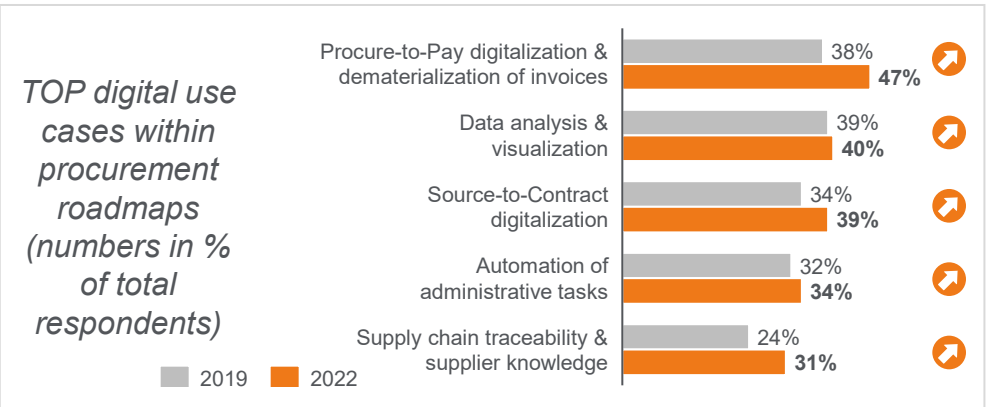 TOP digital use
cases within
procurement
roadmaps
(numbers in %
of total
respondents)
2019
2022
Procure-to-Pay digitalization &
dematerialization of invoices
38%
47%
Data analysis &
visualization
39%
40%
Source-to-Contract
digitalization
34%
39%
Automation of
administrative tasks
32%
34%
Supply chain traceability &
supplier knowledge
24%
31%